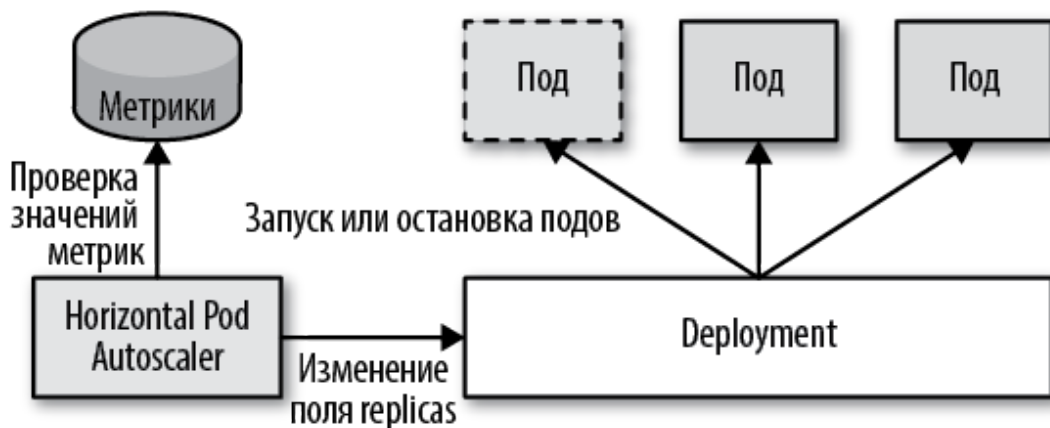 Метрики
Под
Под
Под
Проверка
значений
метрик
Запуск или остановка подов
Horizontal Pod
Autoscaler
Изменение
поля replicas
Deployment